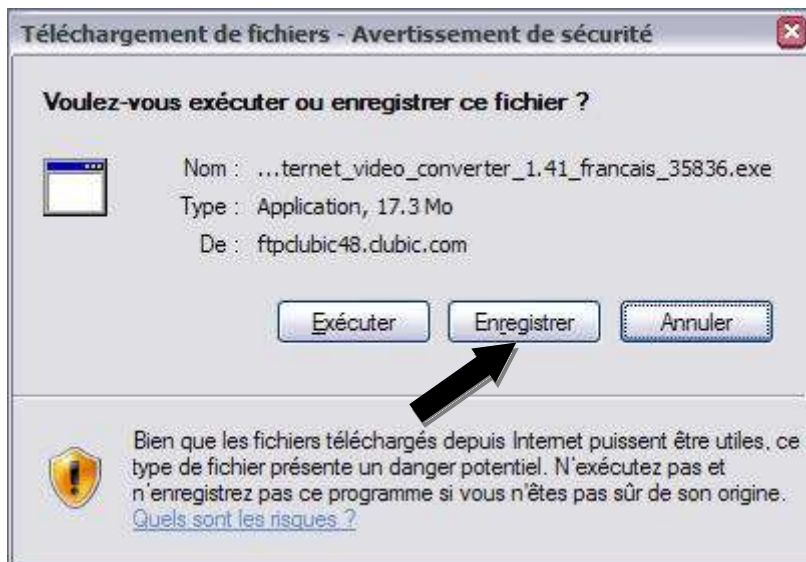 Téléchargement de fichiers - Avertissement de sécurité
Voulez-vous exécuter ou enregistrer ce fichier ?
Nom : ...ternet_video_converter_1.41_francais_35836.exe
Type : Application, 17.3 Mo
De : ftpclubic48.clubic.com
Exécuter Enregistrer Annuler
Bien que les fichiers téléchargés depuis Internet puissent être utiles, ce
type de fichier présente un danger potentiel. N'exécutez pas et
n'enregistrez pas ce programme si vous n'êtes pas sûr de son origine.
Quels sont les risques ?